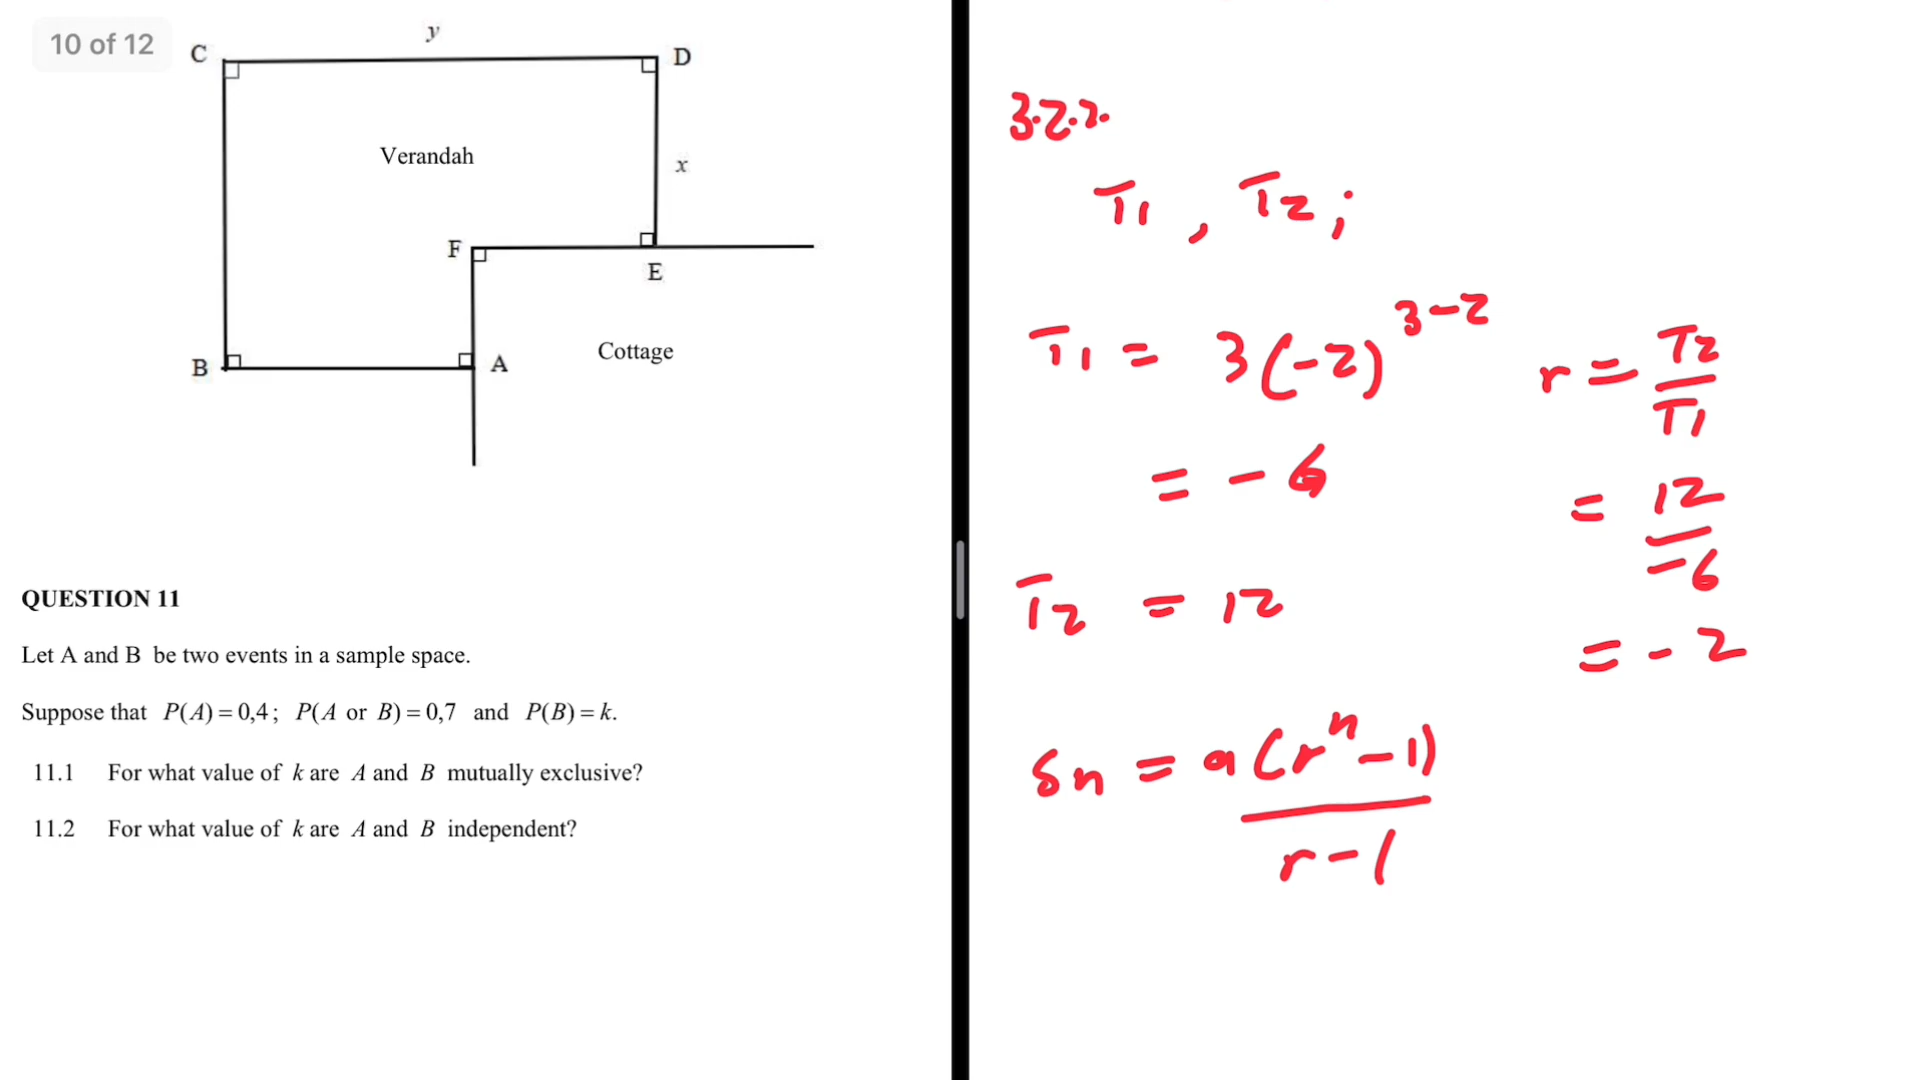 10 of 12
C
y
D
Verandah
x
F
E
B
A
Cottage
QUESTION 11
Let A and B be two events in a sample space.
Suppose that P(A)=0,4; P(A or B)=0,7 and P(B)=k.
11.1 For what value of k are A and B mutually exclusive?
11.2 For what value of k are A and B independent?
3.2.2.
T1 , T2 ;
T1 = 3(-2)^3-2
= -6
T2 = 12
r = T2/T1
= 12/-6
= -2
Sn = a(r^n-1)
r-1